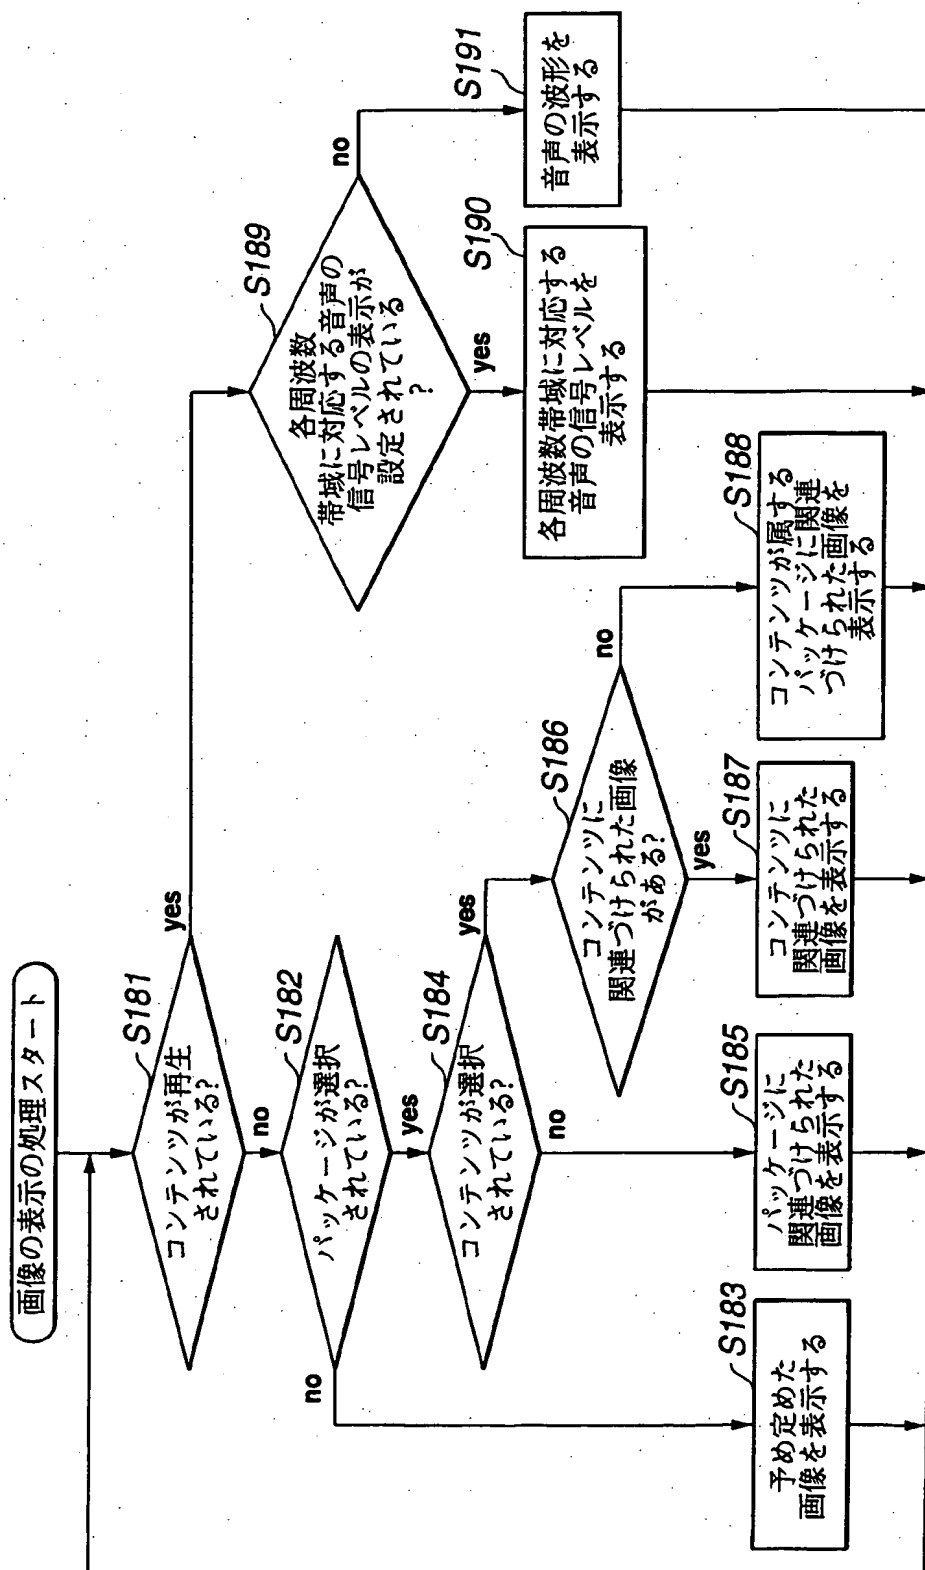 画像の表示の処理スタート
S181
コンテンツが再生
されている?
yes
no
S182
パッケージが選択
されている?
no
yes
S184
コンテンツが選択
されている?
yes
no
S183
予め定めた
画像を表示する
S185
パッケージに
関連づけられた
画像を表示する
S186
コンテンツに
関連づけられた画像
がある?
yes
no
S187
コンテンツに
関連づけられた
画像を表示する
S188
コンテンツが属する
パッケージに関連
づけられた画像を
表示する
S189
各周波数
帯域に対応する音声の
信号レベルの表示が
設定されている
?
yes
no
S190
各周波数帯域に対応する
音声の信号レベルを
表示する
S191
音声の波形を
表示する